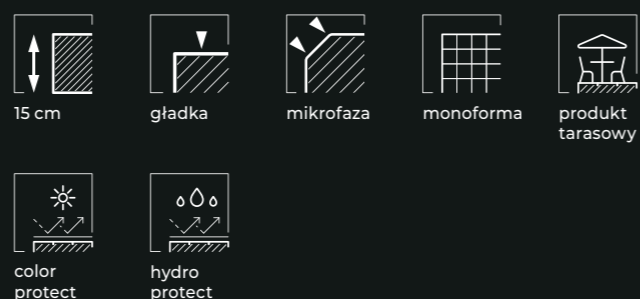 15 cm
gładka
mikrofaza
monoforma
produkt
tarasowy
color
protect
hydro
protect